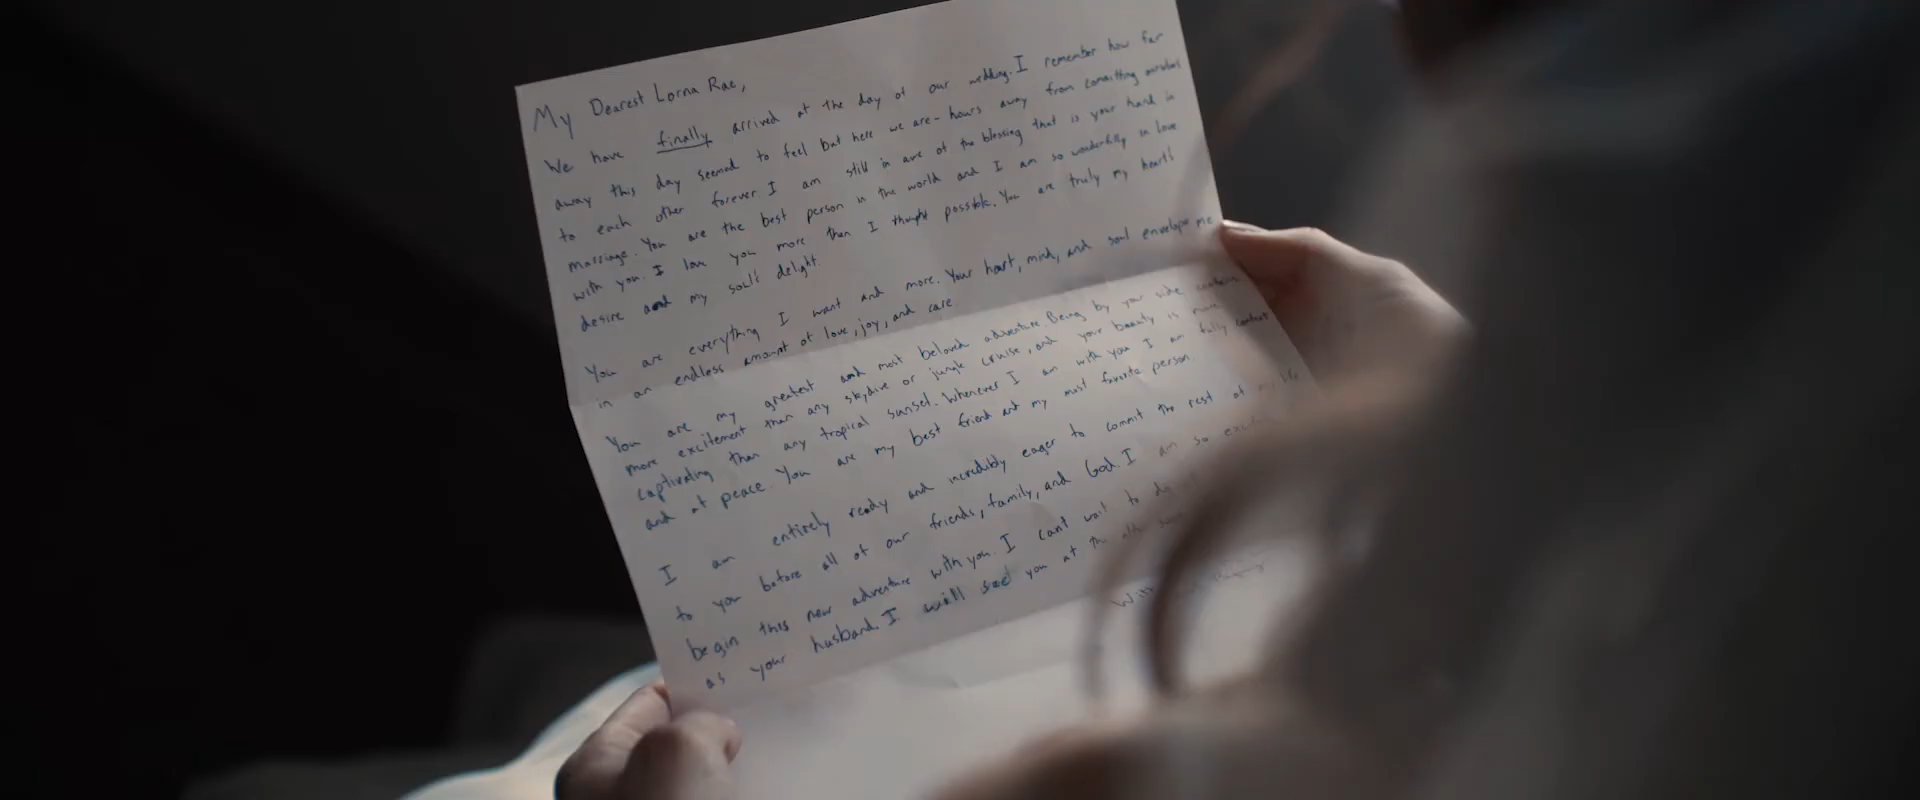 My Dearest Lorna Rae,
We have finally arrived at the day of our wedding. I remember how far
away this day seemed to feel but here we are - hours away from committing ourselves
to each other forever. I am still in awe of the blessing that is your hand in
marriage. You are the best person in the world and I am so wonderfully in love
with you. I love you more than I thought possible. You are truly my heart's
desire and my soul's delight.
You are everything I want and more. Your heart, mind, and soul envelope me
in an endless amount of love, joy, and care.
You are my greatest and most beloved adventure. Being by your side contains
more excitement than any skydive or jungle cruise, and your beauty is more
captivating than any tropical sunset. Whenever I am with you I am fully content
and at peace. You are my best friend and my most favorite person.
I am entirely ready and incredibly eager to commit the rest of my life
to you before all of our friends, family, and God. I am so
begin this new adventure with you. I can't wait to do
as your husband. I will see you at the